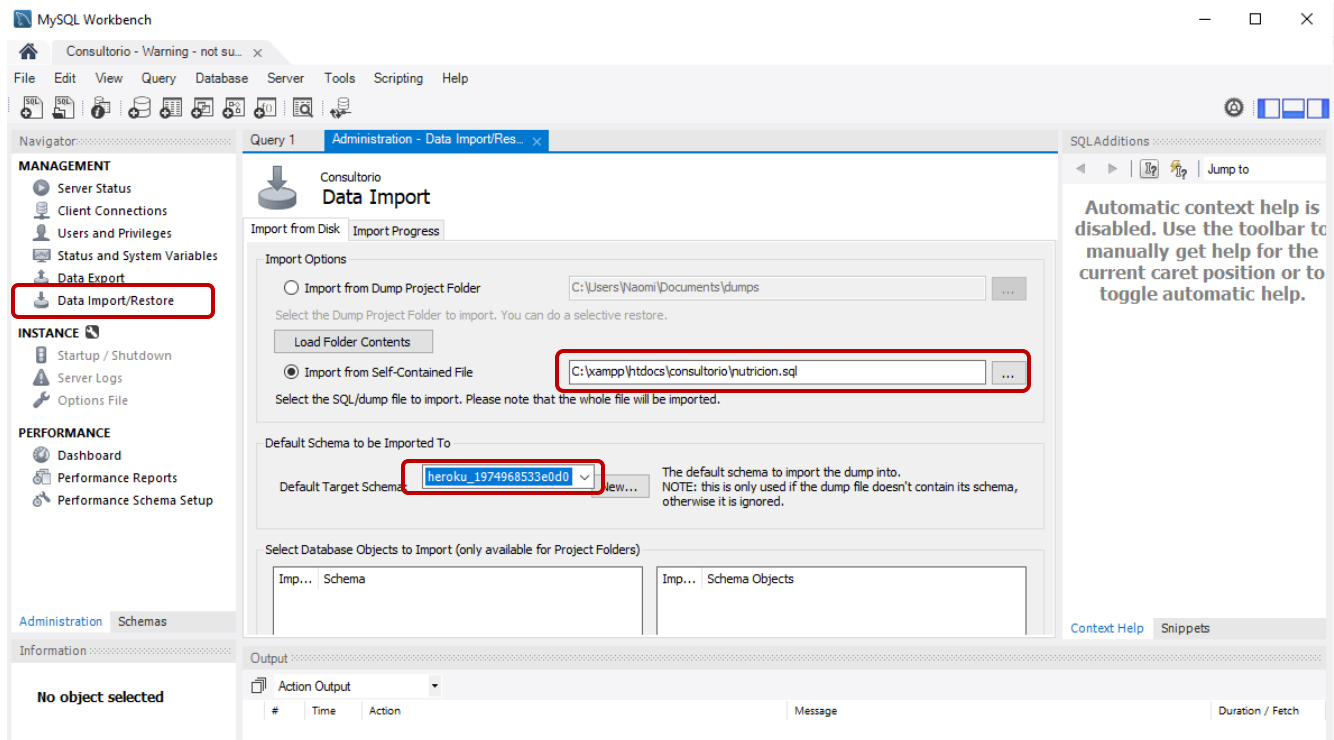 MySQL Workbench
Consultorio - Warning - not su...
File Edit View Query Database Server Tools Scripting Help
Navigator
MANAGEMENT
Server Status
Client Connections
Users and Privileges
Status and System Variables
Data Export
Data Import/Restore
INSTANCE
Startup / Shutdown
Server Logs
Options File
PERFORMANCE
Dashboard
Performance Reports
Performance Schema Setup
Administration Schemas
Information
No object selected
Query 1 Administration - Data Import/Res...
Consultorio
Data Import
Import from Disk Import Progress
Import Options
Import from Dump Project Folder C:\Users\Naomi\Documents\dumps ...
Select the Dump Project Folder to import. You can do a selective restore.
Load Folder Contents
Import from Self-Contained File C:\xampp\htdocs\consultorio\nutricion.sql ...
Select the SQL/dump file to import. Please note that the whole file will be imported.
Default Schema to be Imported To
Default Target Schema: heroku_1974968533e0d0 New...
The default schema to import the dump into.
NOTE: this is only used if the dump file doesn't contain its schema,
otherwise it is ignored.
Select Database Objects to Import (only available for Project Folders)
Imp... Schema
Imp... Schema Objects
Output
Action Output
# Time Action Message Duration / Fetch
SQLAdditions
Jump to
Automatic context help is
disabled. Use the toolbar to
manually get help for the
current caret position or to
toggle automatic help.
Context Help Snippets